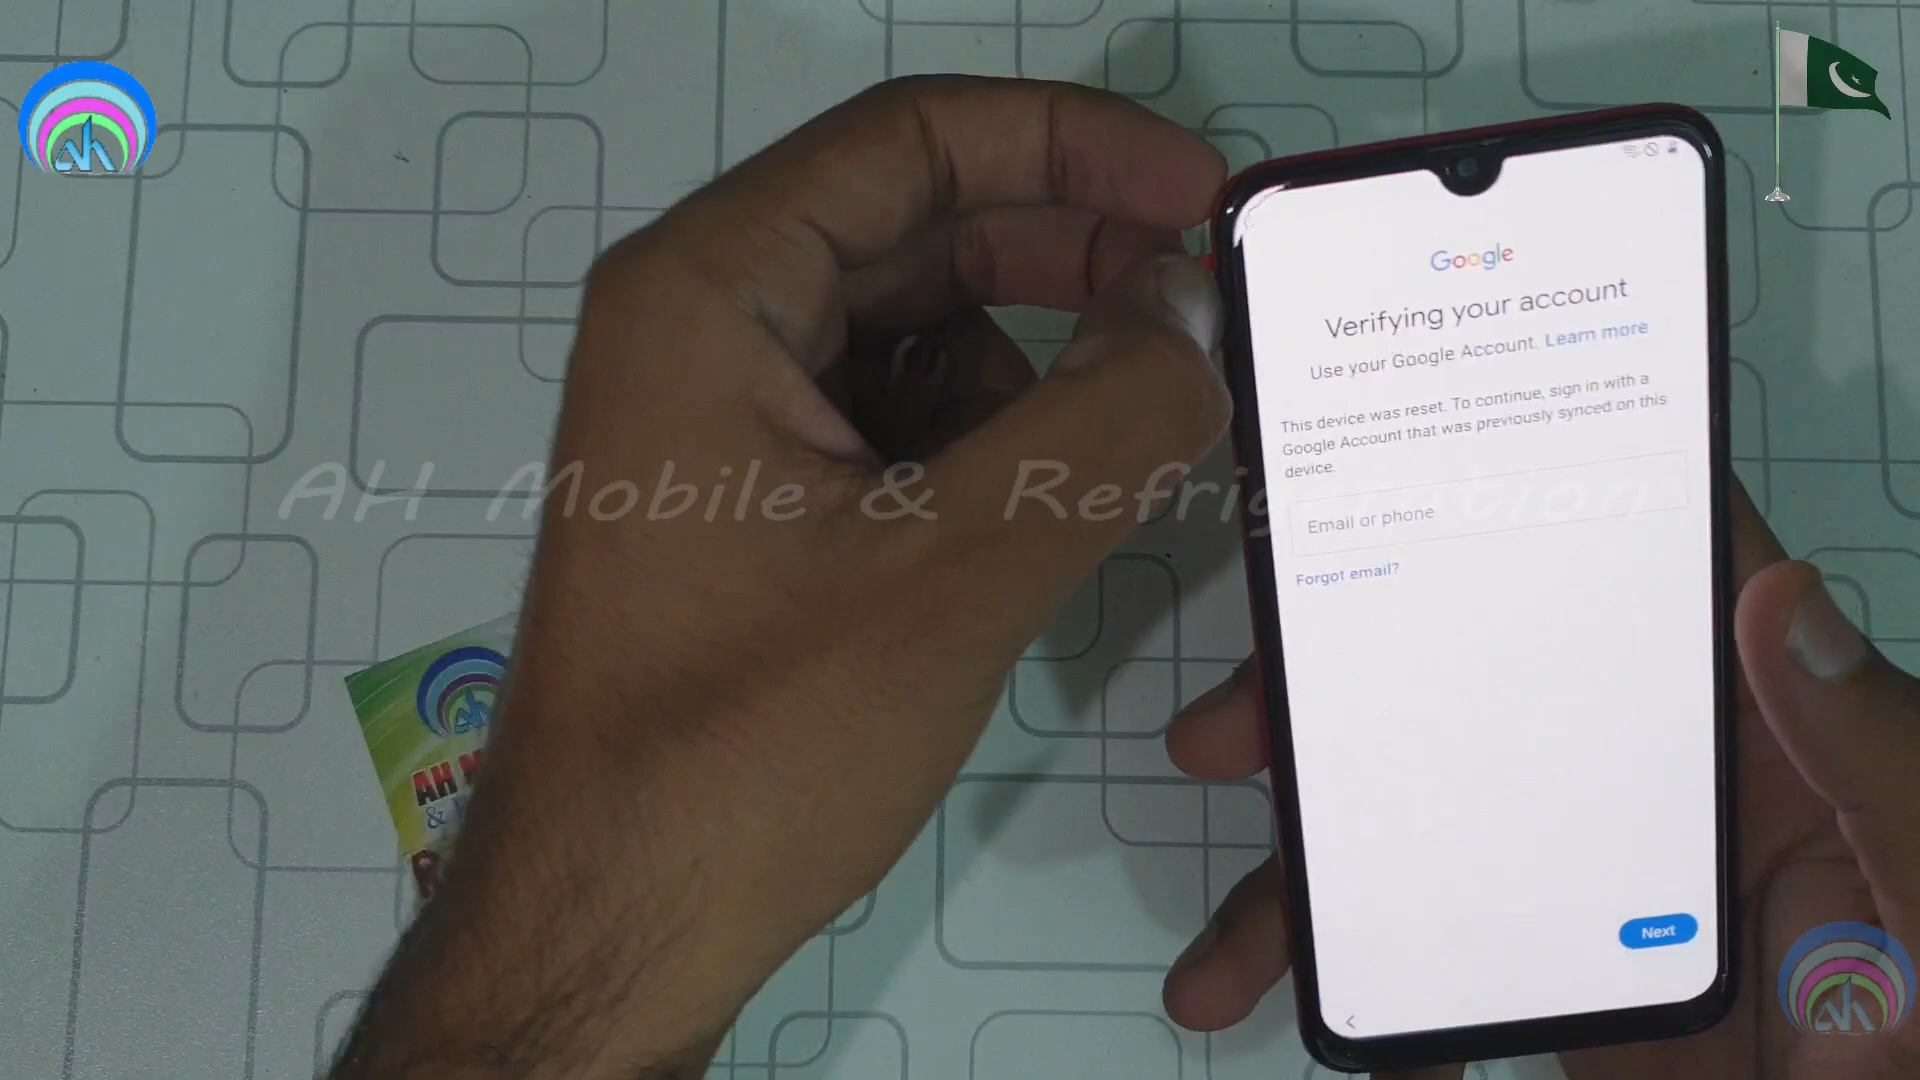 Google
Verifying your account
Use your Google Account. Learn more
This device was reset. To continue, sign in with a
Google Account that was previously synced on this
device.
Email or phone
Forgot email?
Next
AH Mobile & Refrigeration
AH
&